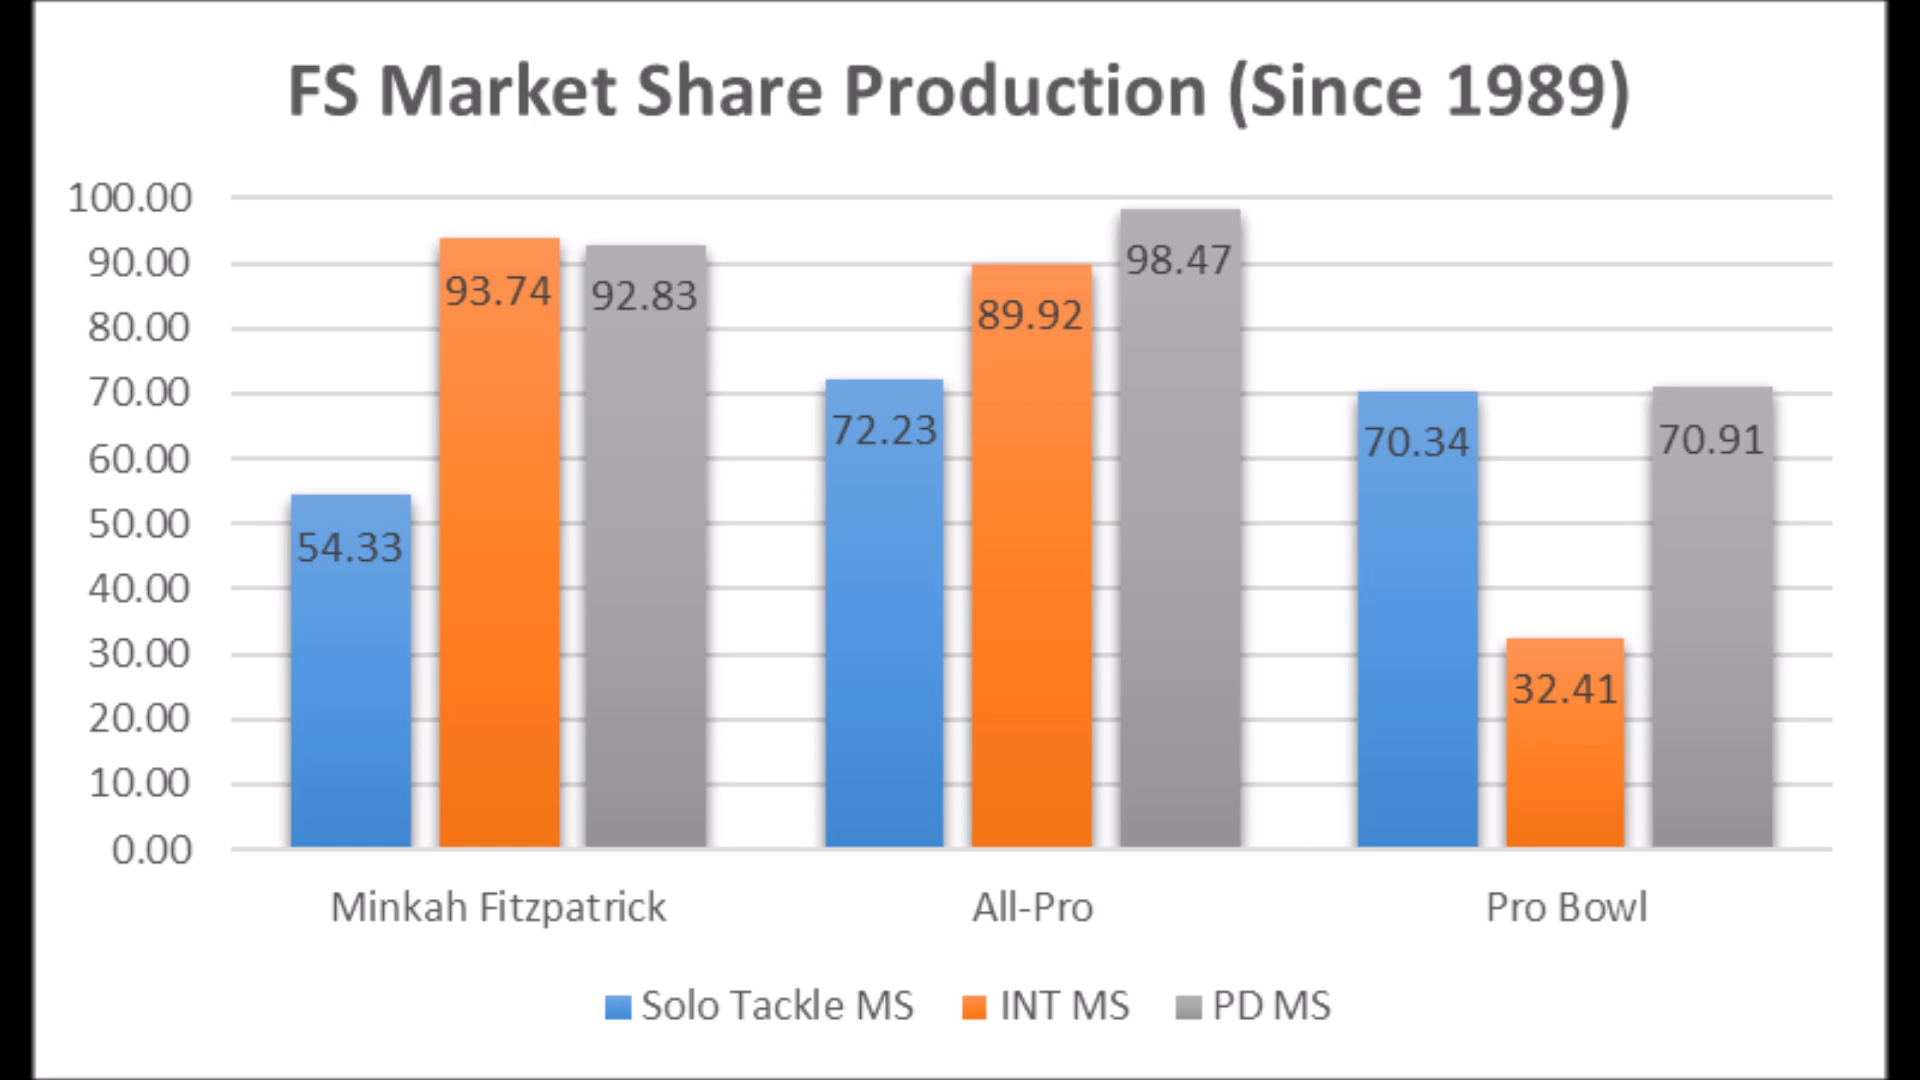 FS Market Share Production (Since 1989)
100.00
90.00
80.00
70.00
60.00
50.00
40.00
30.00
20.00
10.00
0.00
54.33
93.74
92.83
72.23
89.92
98.47
70.34
32.41
70.91
Minkah Fitzpatrick
All-Pro
Pro Bowl
Solo Tackle MS
INT MS
PD MS